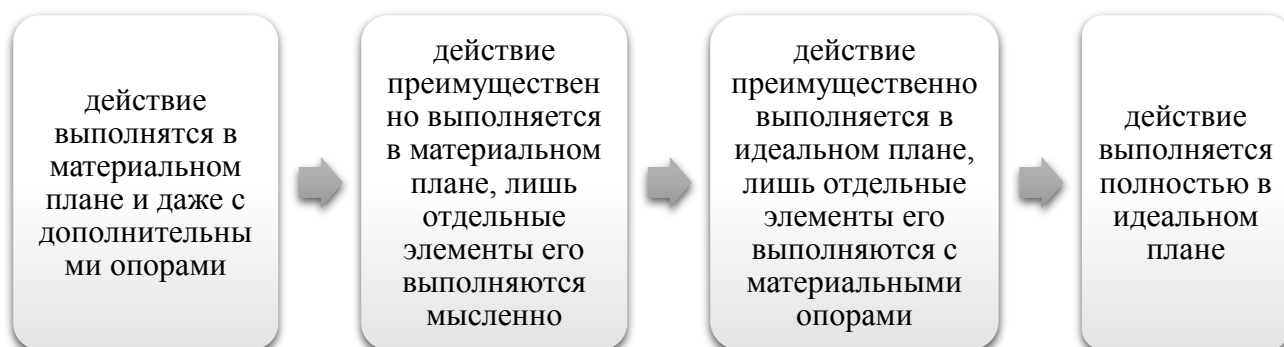 действие
выполнятся в
материальном
плане и даже с
дополнительны
ми опорами
действие
преимуществен
но выполняется
в материальном
плане, лишь
отдельные
элементы его
выполняются
мысленно
действие
преимущественно
выполняется в
идеальном плане,
лишь отдельные
элементы его
выполняются с
материальными
опорами
действие
выполняется
полностью в
идеальном
плане